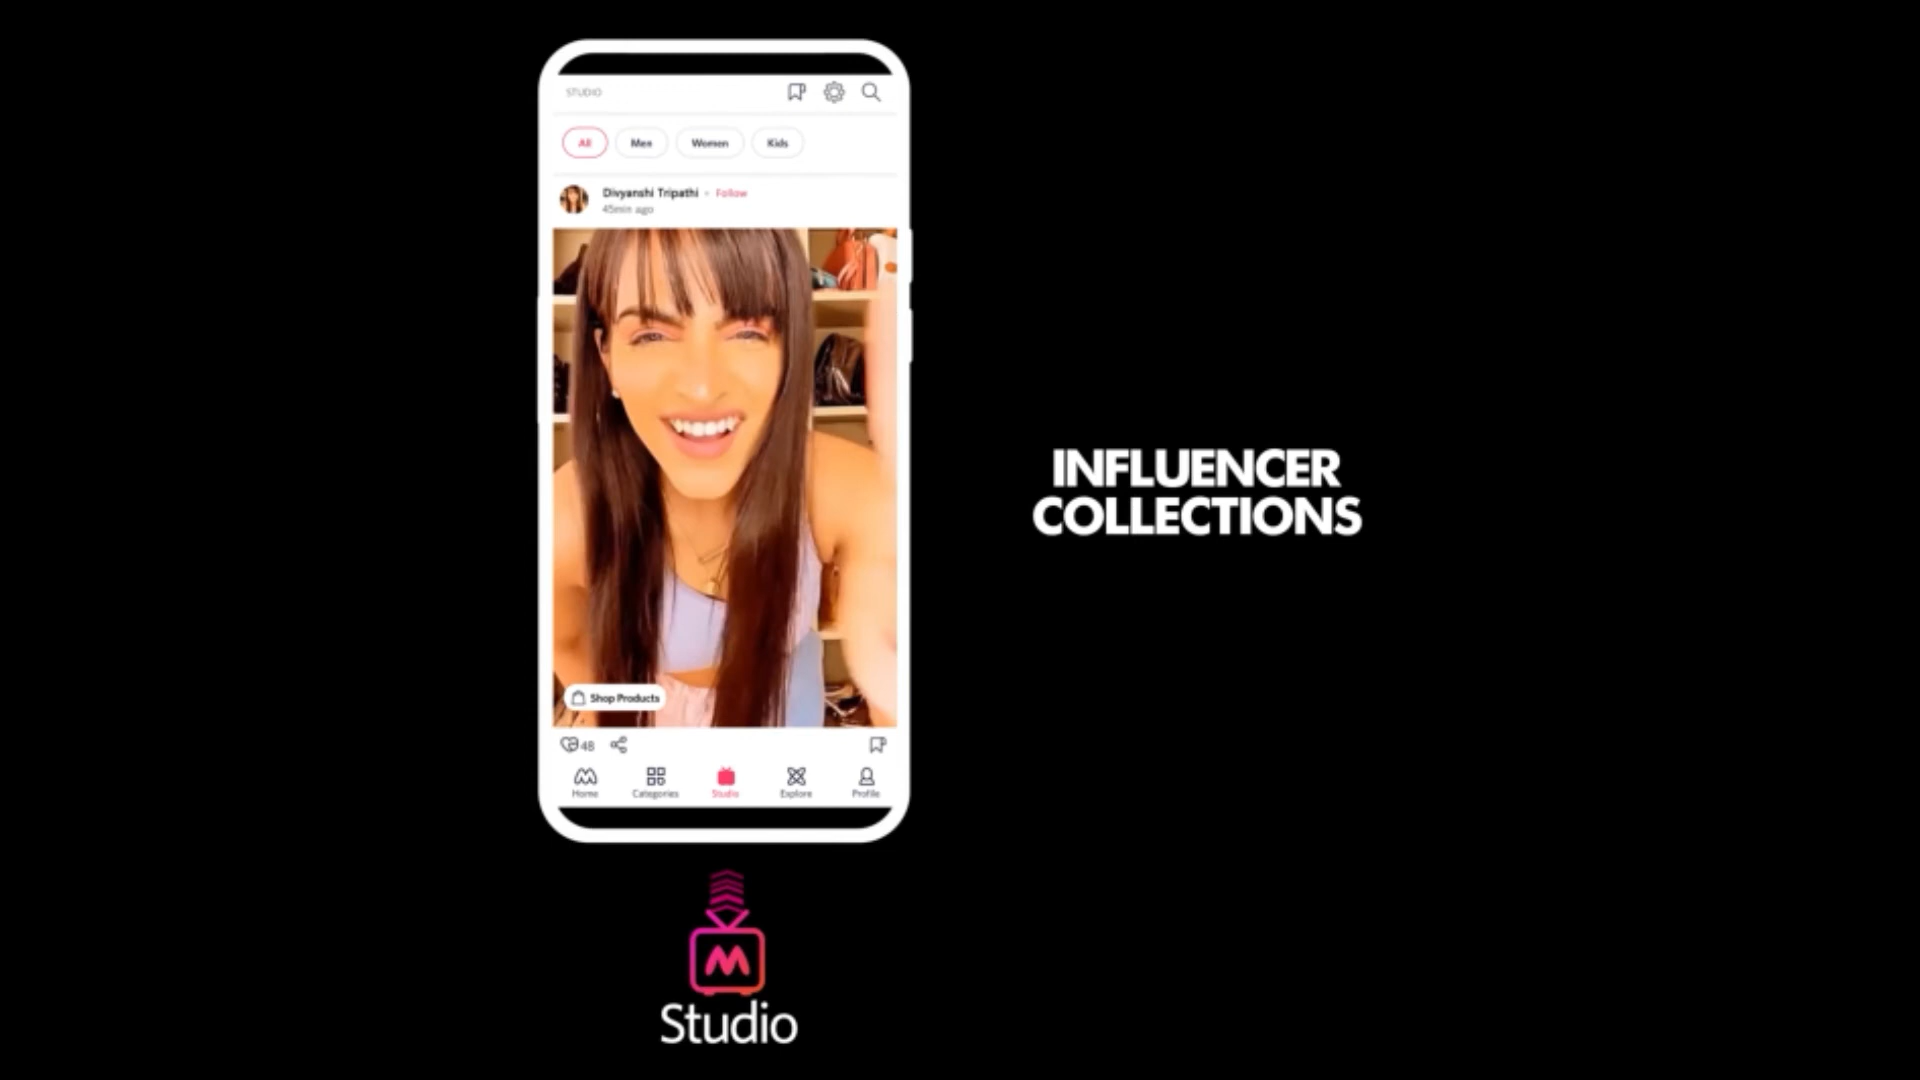 STUDIO
All Men Women Kids
Divyanshi Tripathi • Follow
45min ago
Shop Products
48
Home Categories Studio Explore Profile
INFLUENCER
COLLECTIONS
M
Studio